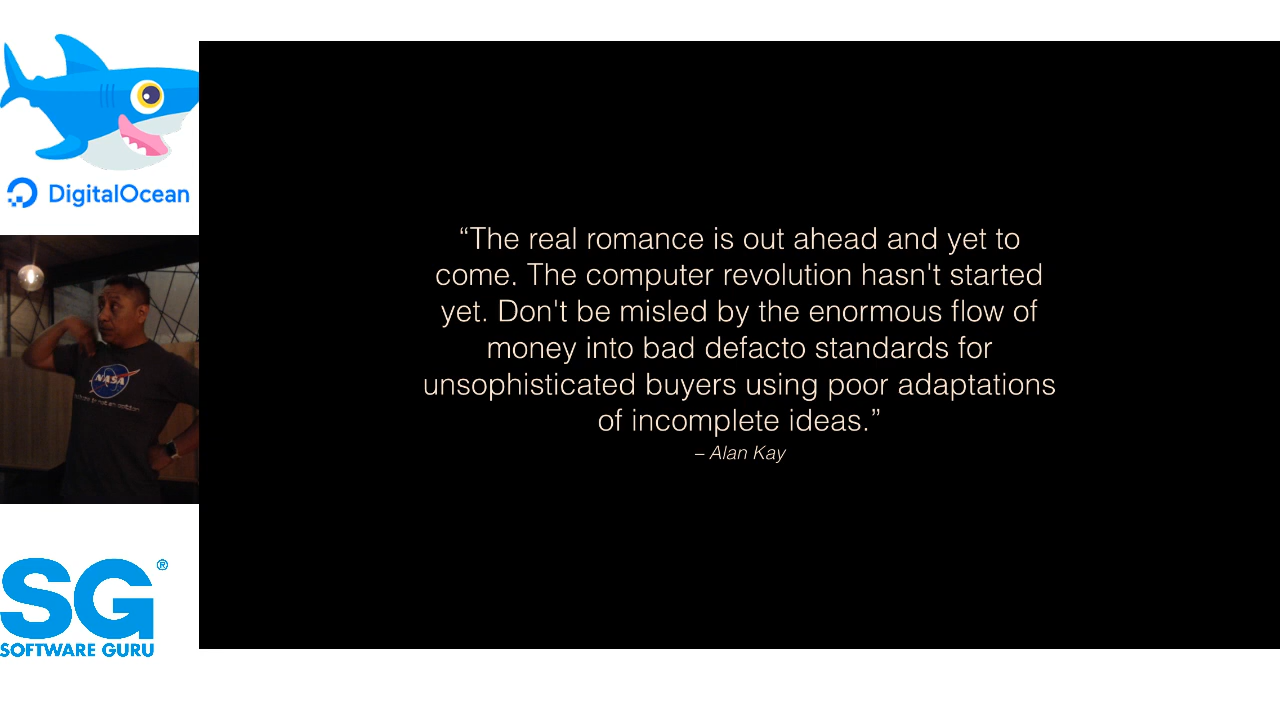 DigitalOcean
NASA
“The real romance is out ahead and yet to
come. The computer revolution hasn't started
yet. Don't be misled by the enormous flow of
money into bad defacto standards for
unsophisticated buyers using poor adaptations
of incomplete ideas.”
– Alan Kay
SG®
SOFTWARE GURU